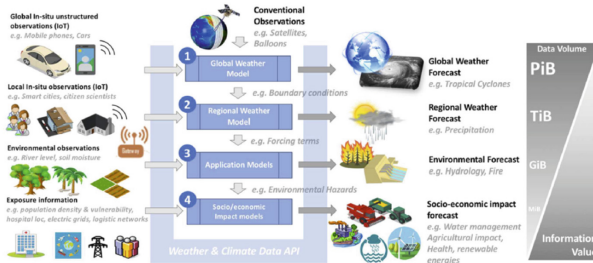 Global In-situ unstructured
observations (IoT)
e.g. Mobile phones, Cars
Local In-situ observations (IoT)
e.g. Smart cities, citizen scientists
Environmental observations
e.g. River level, soil moisture
Exposure information
e.g. population density & vulnerability,
hospital loc, electric grids, logistic networks
Conventional
Observations
e.g. Satellites,
Balloons
1
Global Weather
Model
e.g. Boundary conditions
2
Regional Weather
Model
e.g. Forcing terms
3
Application Models
e.g. Environmental Hazards
4
Socio/economic
Impact models
Weather & Climate Data API
Global Weather
Forecast
e.g. Tropical Cyclones
Regional Weather
Forecast
e.g. Precipitation
Environmental Forecast
e.g. Hydrology, Fire
Socio-economic impact
forecast
e.g. Water management
Agricultural impact,
Health, renewable
energies
Data Volume
PiB
TiB
GiB
Information
Value